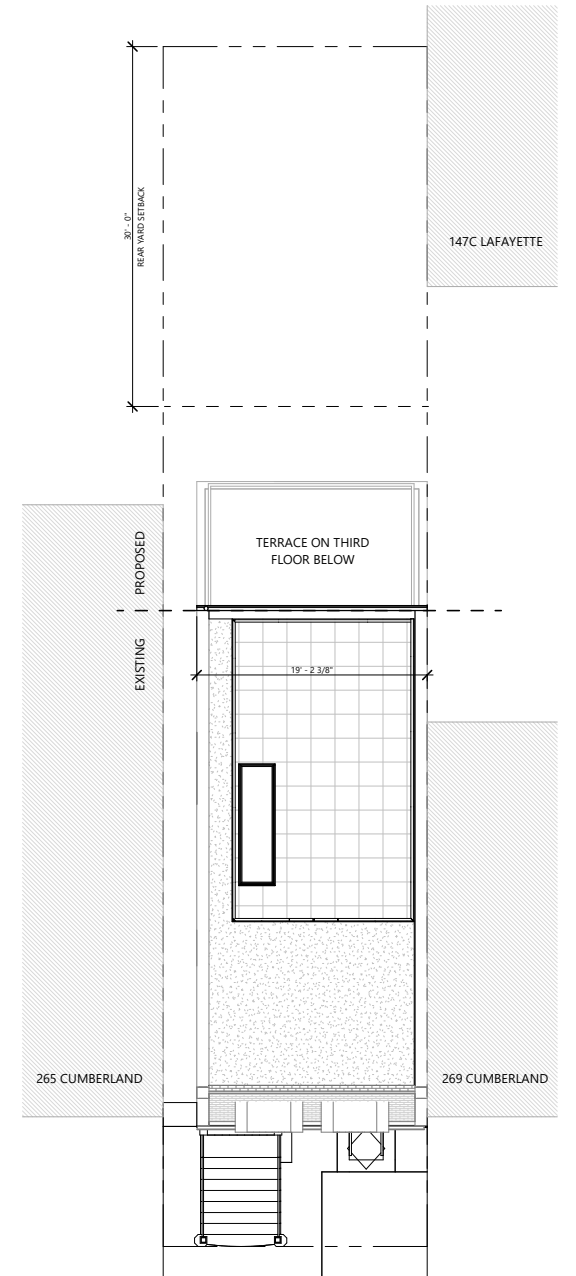 30' - 0"
REAR YARD SETBACK
147C LAFAYETTE
TERRACE ON THIRD
FLOOR BELOW
PROPOSED
EXISTING
19' - 2 3/8"
265 CUMBERLAND
269 CUMBERLAND